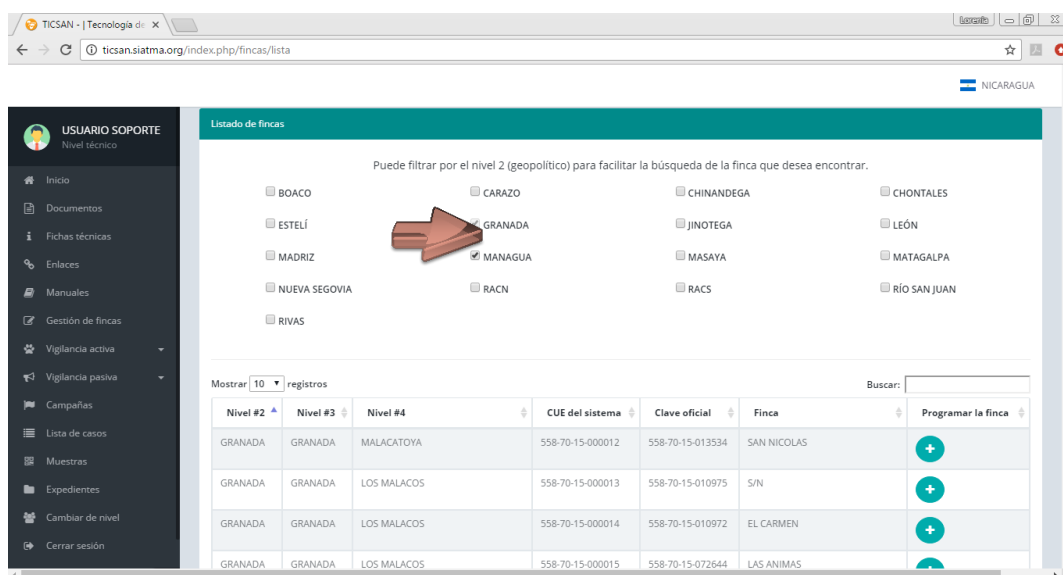 TICSAN - | Tecnología de
Lorenia
ticsan.siatma.org/index.php/fincas/lista
NICARAGUA
USUARIO SOPORTE
Nivel técnico
Inicio
Documentos
Fichas técnicas
Enlaces
Manuales
Gestión de fincas
Vigilancia activa
Vigilancia pasiva
Campañas
Lista de casos
Muestras
Expedientes
Cambiar de nivel
Cerrar sesión
Listado de fincas
Puede filtrar por el nivel 2 (geopolítico) para facilitar la búsqueda de la finca que desea encontrar.
BOACO CARAZO CHINANDEGA CHONTALES
ESTELÍ GRANADA JINOTEGA LEÓN
MADRIZ MANAGUA MASAYA MATAGALPA
NUEVA SEGOVIA RACN RACS RÍO SAN JUAN
RIVAS
Mostrar 10 registros Buscar:
Nivel #2 Nivel #3 Nivel #4 CUE del sistema Clave oficial Finca Programar la finca
GRANADA GRANADA MALACATOYA 558-70-15-000012 558-70-15-013534 SAN NICOLAS
GRANADA GRANADA LOS MALACOS 558-70-15-000013 558-70-15-010975 S/N
GRANADA GRANADA LOS MALACOS 558-70-15-000014 558-70-15-010972 EL CARMEN
GRANADA GRANADA LOS MALACOS 558-70-15-000015 558-70-15-072644 LAS ANIMAS